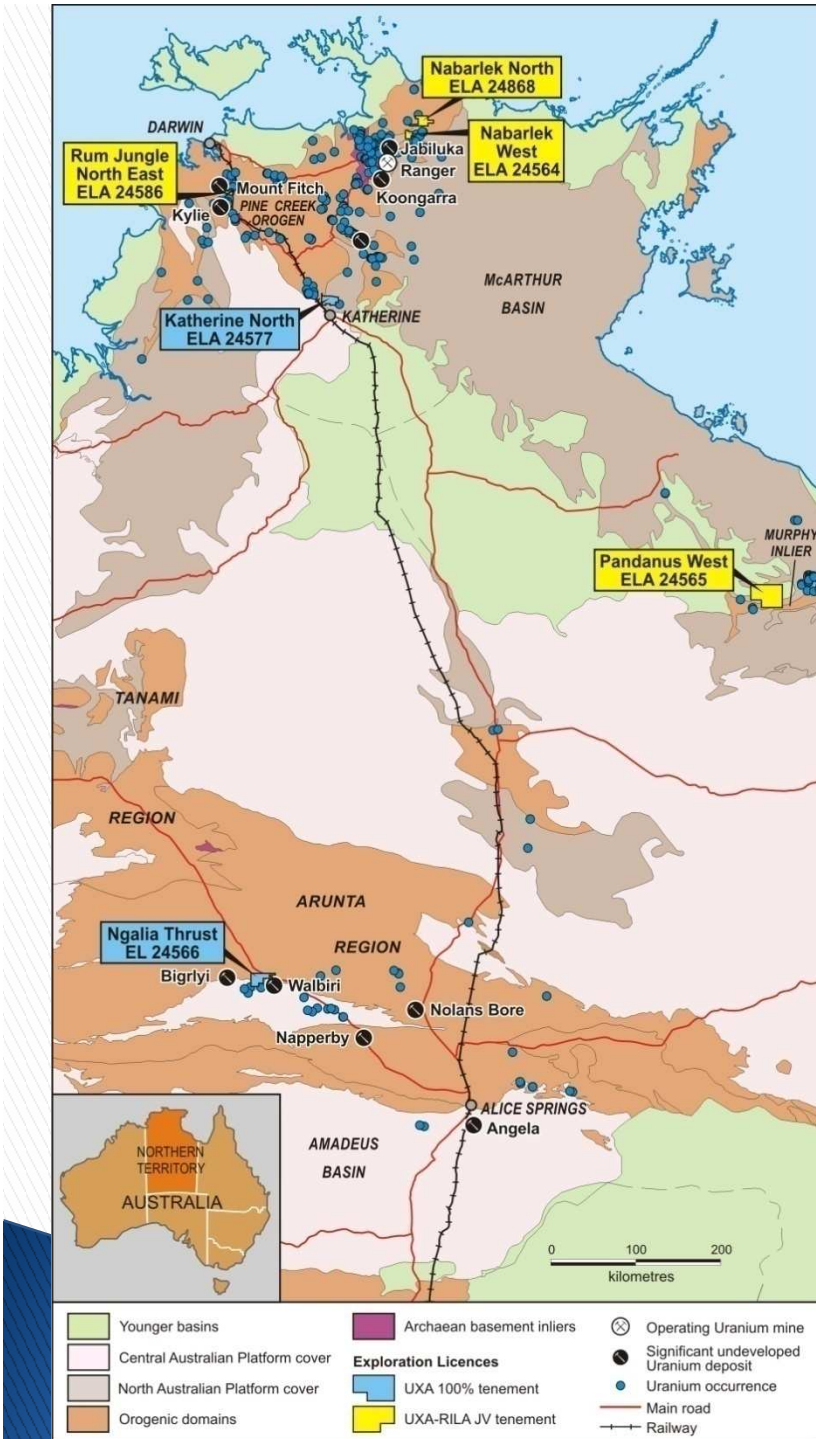 Nabarlek North
ELA 24868
DARWIN
Nabarlek
West
ELA 24564
Rum Jungle
North East
ELA 24586
Jabiluka
Ranger
Mount Fitch
Koongarra
Kylie
PINE CREEK
OROGEN
McARTHUR
BASIN
Katherine North
ELA 24577
KATHERINE
MURPHY
INLIER
Pandanus West
ELA 24565
TANAMI
REGION
ARUNTA
REGION
Ngalia Thrust
EL 24566
Bigrlyi
Walbiri
Nolans Bore
Napperby
ALICE SPRINGS
Angela
AMADEUS
BASIN
NORTHERN
TERRITORY
AUSTRALIA
0 100 200
kilometres
Younger basins
Central Australian Platform cover
North Australian Platform cover
Orogenic domains
Archaean basement inliers
Exploration Licences
UXA 100% tenement
UXA-RILA JV tenement
Operating Uranium mine
Significant undeveloped
Uranium deposit
Uranium occurrence
Main road
Railway